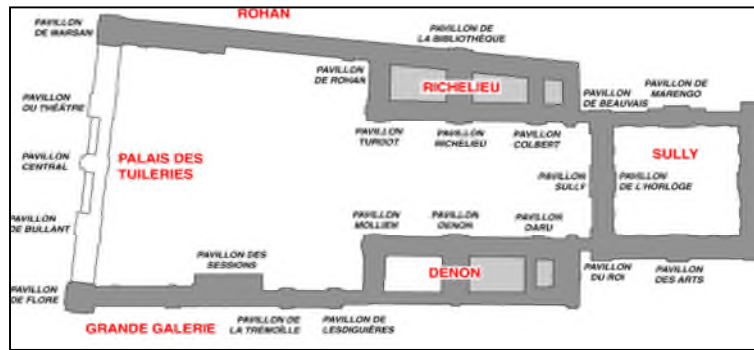 ROHAN
PAVILLON
DE MARSAN
PAVILLON DE
LA BIBLIOTHÈQUE
PAVILLON
DE ROHAN
RICHELIEU
PAVILLON DE
MARENGO
PAVILLON
DE BEAUVAIS
PAVILLON
DU THÉÂTRE
PAVILLON
TURGOT
PAVILLON
RICHELIEU
PAVILLON
COLBERT
PAVILLON
CENTRAL
PALAIS DES
TUILERIES
SULLY
PAVILLON
SULLY
PAVILLON
DE L'HORLOGE
PAVILLON
DE BULLANT
PAVILLON
MOLLIEN
PAVILLON
DENON
PAVILLON
DARU
PAVILLON DES
SESSIONS
DENON
PAVILLON
DU ROI
PAVILLON
DES ARTS
PAVILLON
DE FLORE
GRANDE GALERIE
PAVILLON DE
LA TRÉMOÏLLE
PAVILLON DE
LESDIGUIÈRES